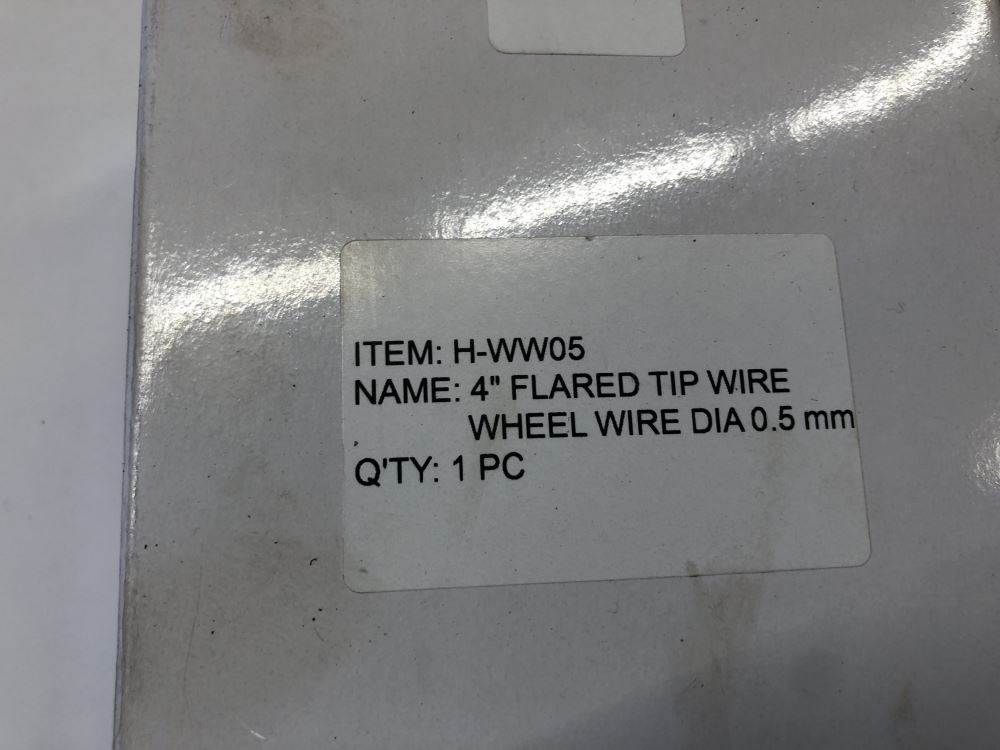 ITEM: H-WW05
NAME: 4" FLARED TIP WIRE
WHEEL WIRE DIA 0.5 mm
Q'TY: 1 PC